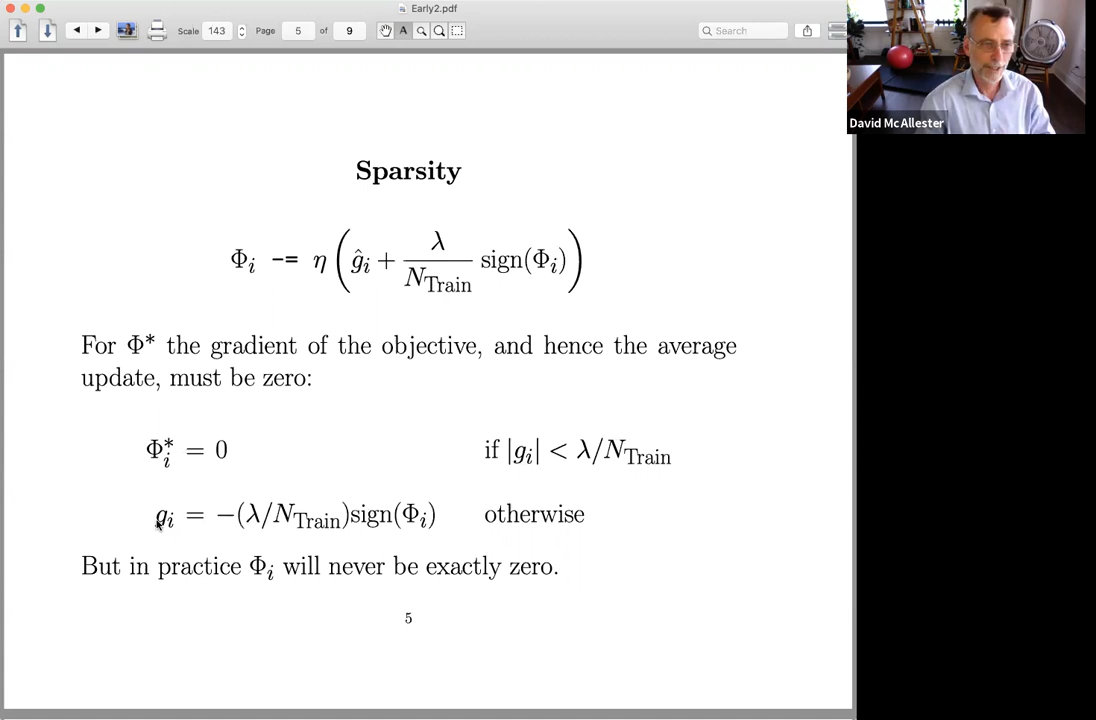 Early2.pdf
Scale 143 Page 5 of 9 A Search
David McAllester
Sparsity
Φ_i -= η ( ĝ_i + λ/N_Train sign(Φ_i) )
For Φ* the gradient of the objective, and hence the average
update, must be zero:
Φ*_i = 0 if |g_i| < λ/N_Train
g_i = −(λ/N_Train)sign(Φ_i) otherwise
But in practice Φ_i will never be exactly zero.
5